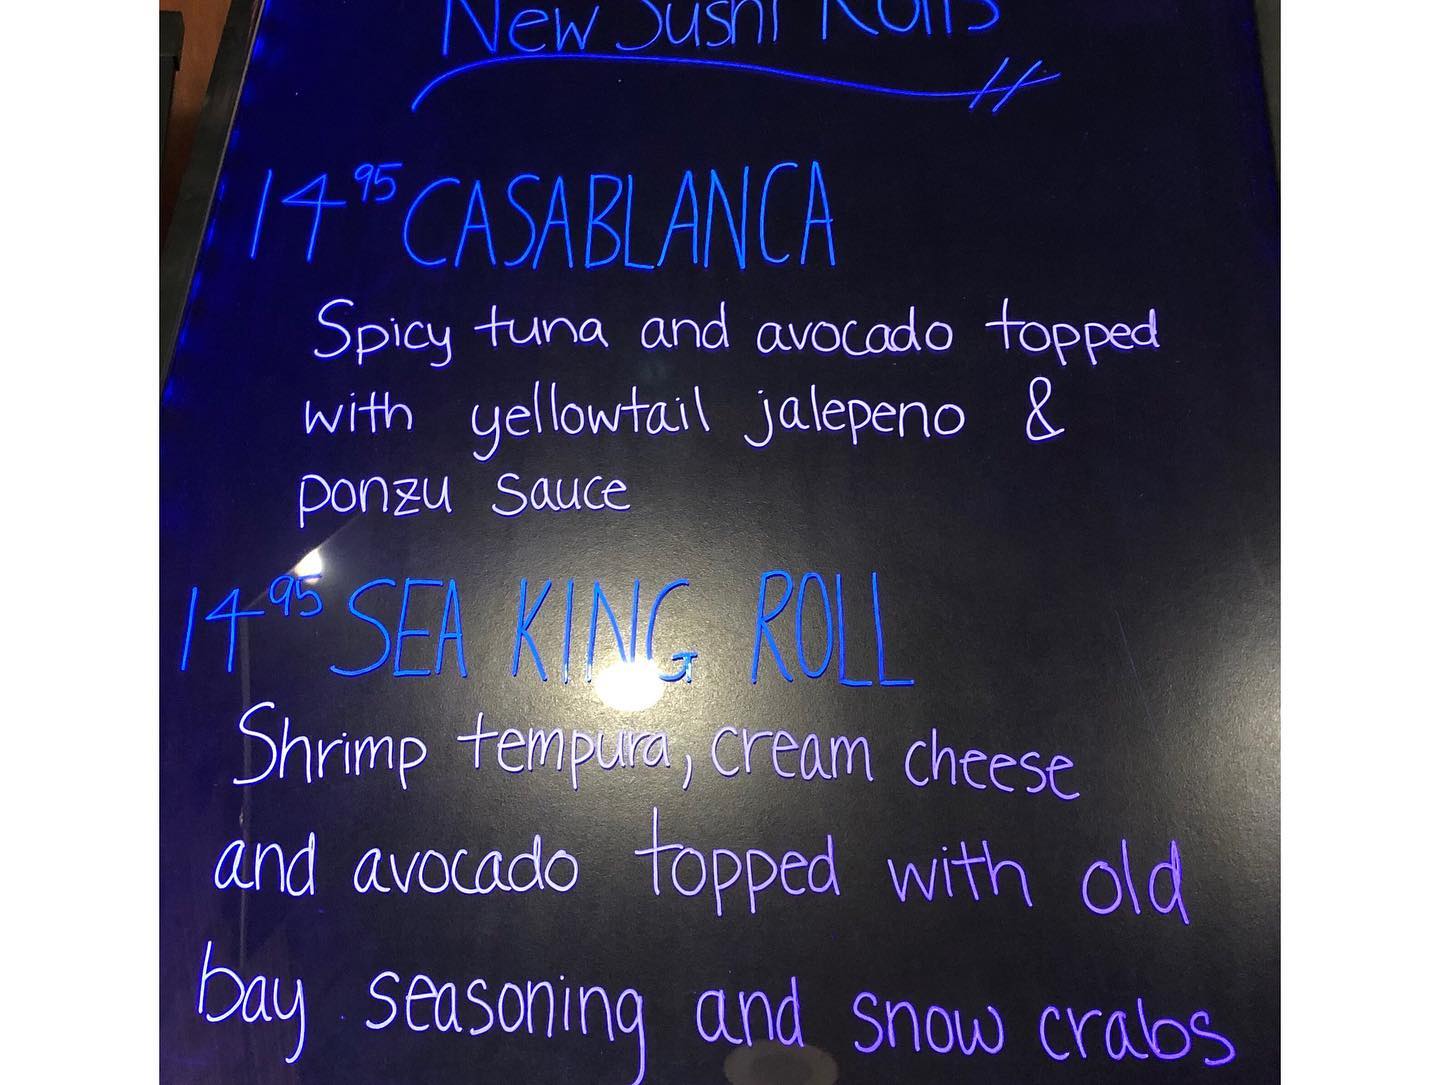 New Sushi Rolls
14 95 CASABLANCA
Spicy tuna and avocado topped
with yellowtail jalepeno &
ponzu sauce
14 95 SEA KING ROLL
Shrimp tempura, cream cheese
and avocado topped with old
bay seasoning and snow crabs